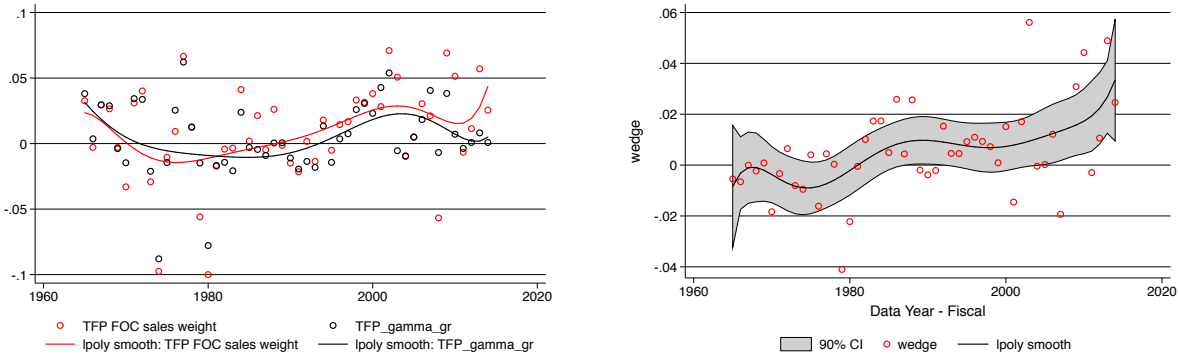 .1
.05
0
-.05
-.1
1960 1980 2000 2020
TFP FOC sales weight TFP_gamma_gr
lpoly smooth: TFP FOC sales weight lpoly smooth: TFP_gamma_gr
.06
.04
.02
0
-.02
-.04
wedge
1960 1980 2000 2020
Data Year - Fiscal
90% CI wedge lpoly smooth